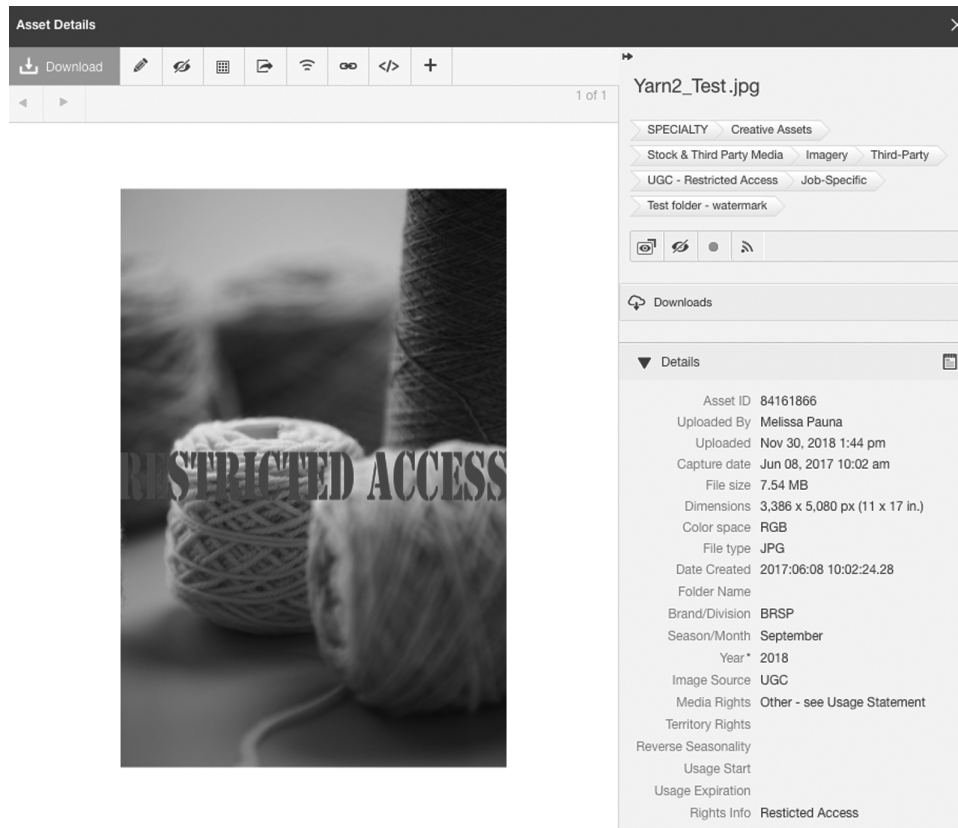 Asset Details
Download
1 of 1
Yarn2_Test.jpg
SPECIALTY Creative Assets
Stock & Third Party Media Imagery Third-Party
UGC - Restricted Access Job-Specific
Test folder - watermark
Downloads
Details
RESTRICTED ACCESS
Asset ID 84161866
Uploaded By Melissa Pauna
Uploaded Nov 30, 2018 1:44 pm
Capture date Jun 08, 2017 10:02 am
File size 7.54 MB
Dimensions 3,386 x 5,080 px (11 x 17 in.)
Color space RGB
File type JPG
Date Created 2017:06:08 10:02:24.28
Folder Name
Brand/Division BRSP
Season/Month September
Year* 2018
Image Source UGC
Media Rights Other - see Usage Statement
Territory Rights
Reverse Seasonality
Usage Start
Usage Expiration
Rights Info Resticted Access